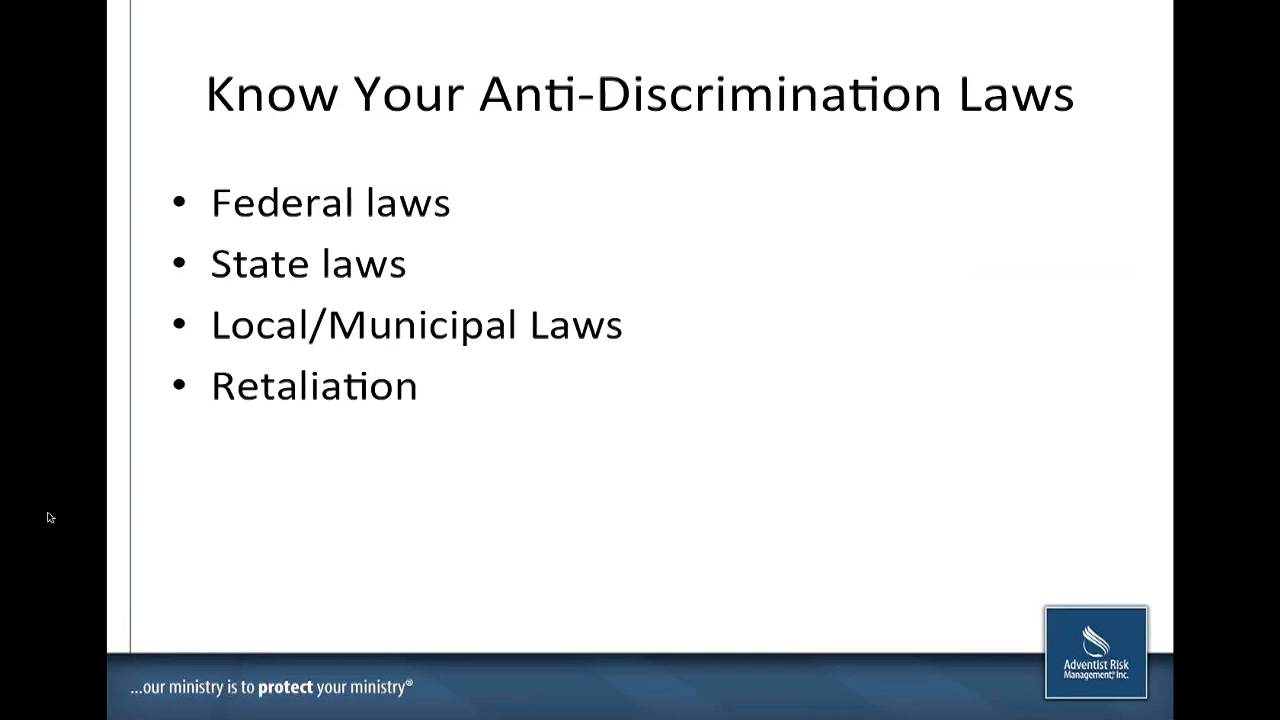 Know Your Anti-Discrimination Laws
• Federal laws
• State laws
• Local/Municipal Laws
• Retaliation
...our ministry is to protect your ministry®
Adventist Risk
Management, Inc.